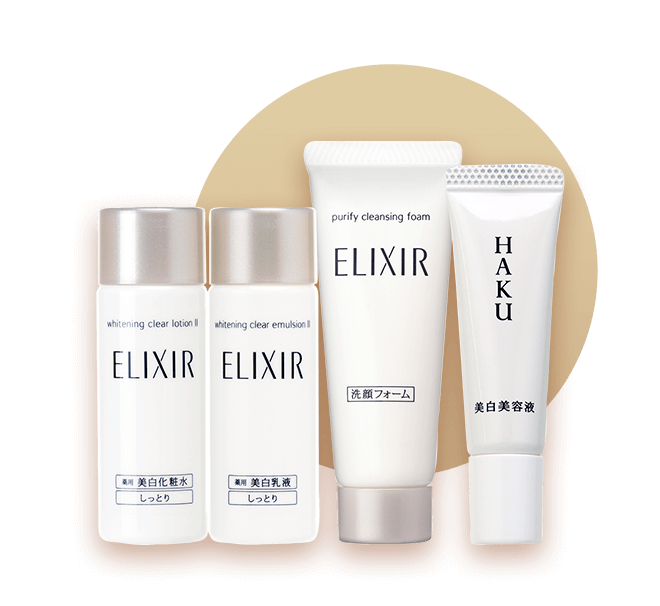 whitening clear lotion II
ELIXIR
薬用 美白化粧水
しっとり
whitening clear emulsion II
ELIXIR
薬用 美白乳液
しっとり
purify cleansing foam
ELIXIR
洗顔フォーム
HAKU
美白美容液